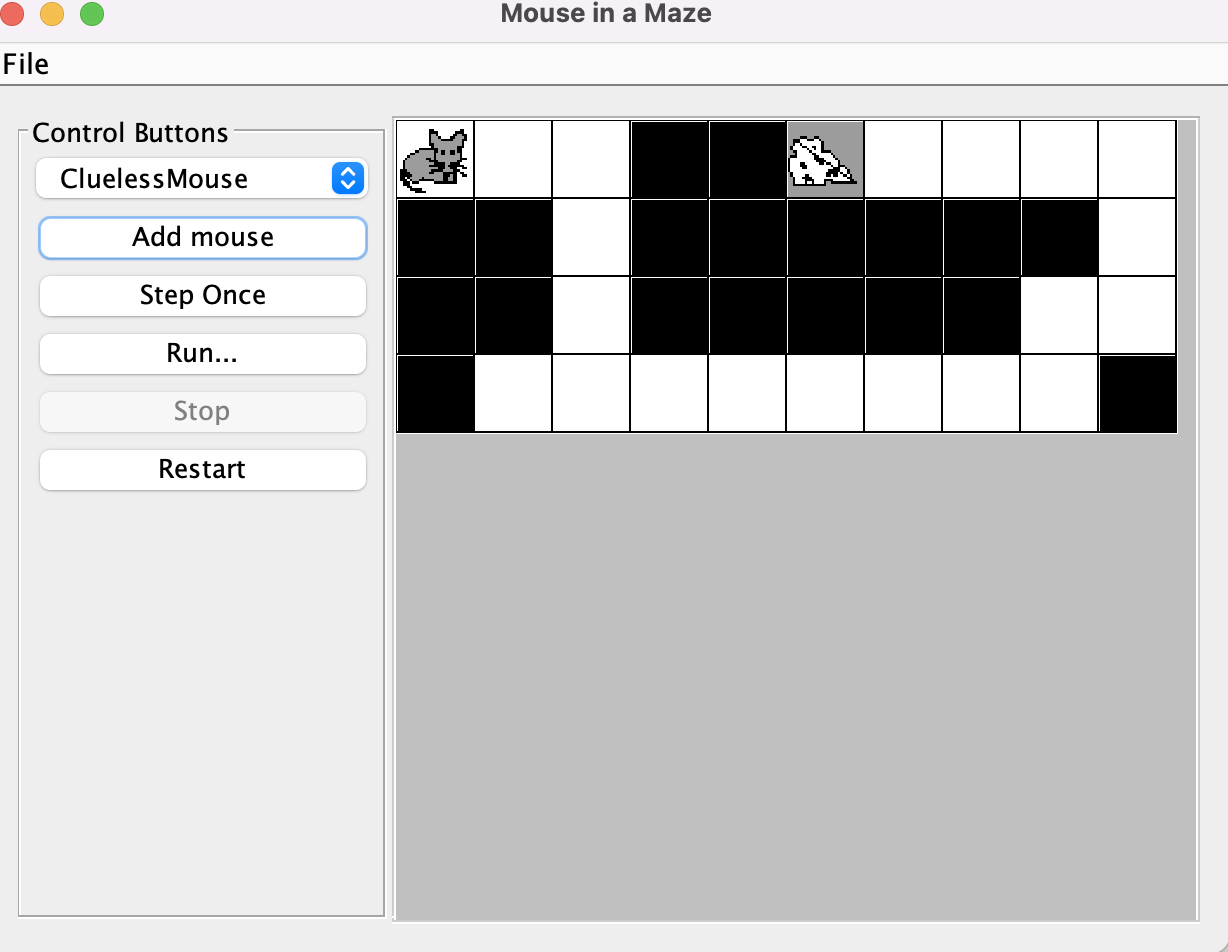 Mouse in a Maze
File
Control Buttons
CluelessMouse
Add mouse
Step Once
Run...
Stop
Restart